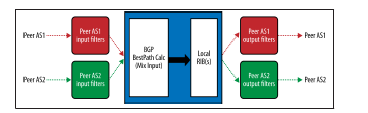 Peer AS1
Peer AS1
input filters
BGP
BestPath Calc
(Mix Input)
Local
RIB(s)
Peer AS1
output filters
Peer AS1
Peer AS2
Peer AS2
input filters
Peer AS2
output filters
Peer AS2